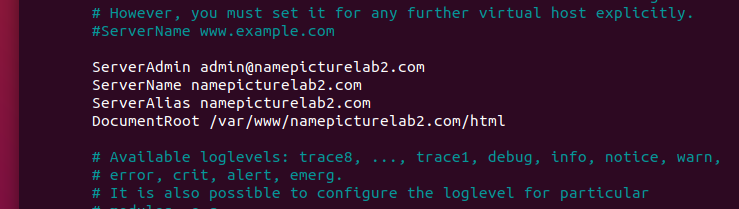 # However, you must set it for any further virtual host explicitly.
#ServerName www.example.com
ServerAdmin admin@namepicturelab2.com
ServerName namepicturelab2.com
ServerAlias namepicturelab2.com
DocumentRoot /var/www/namepicturelab2.com/html
# Available loglevels: trace8, ..., trace1, debug, info, notice, warn,
# error, crit, alert, emerg.
# It is also possible to configure the loglevel for particular